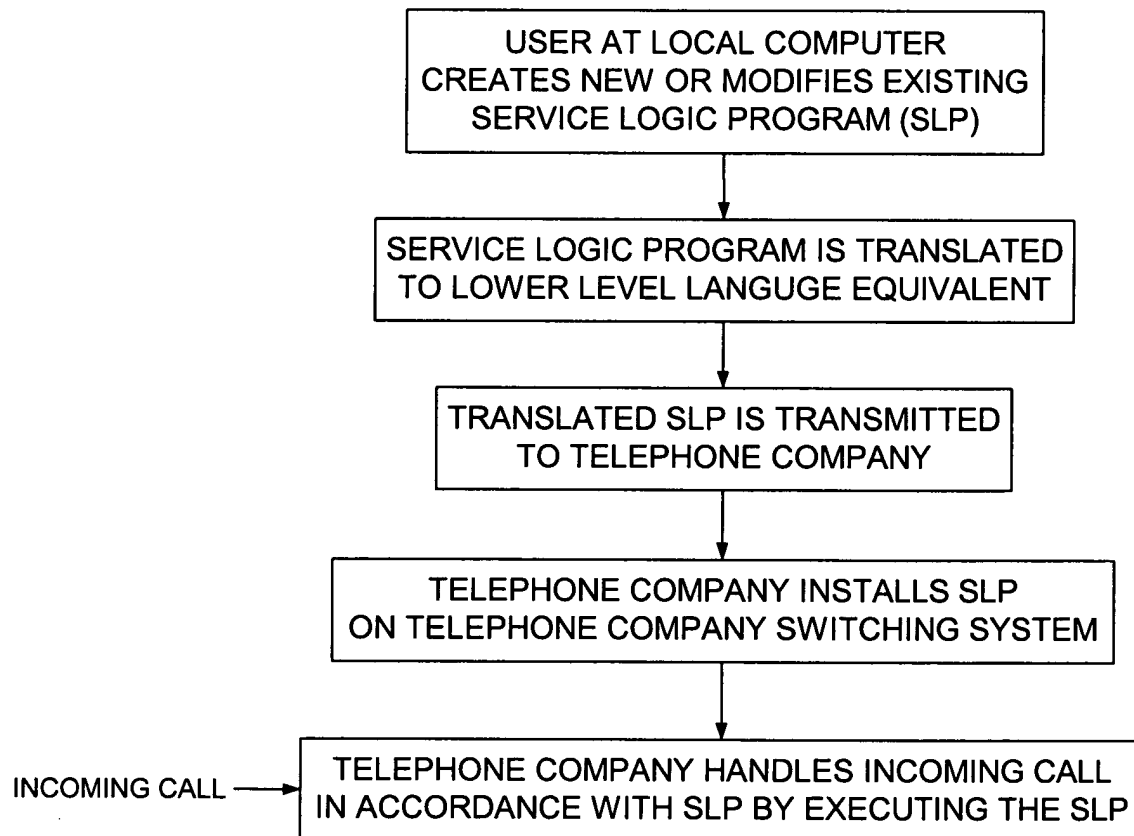 USER AT LOCAL COMPUTER
CREATES NEW OR MODIFIES EXISTING
SERVICE LOGIC PROGRAM (SLP)
SERVICE LOGIC PROGRAM IS TRANSLATED
TO LOWER LEVEL LANGUGE EQUIVALENT
TRANSLATED SLP IS TRANSMITTED
TO TELEPHONE COMPANY
TELEPHONE COMPANY INSTALLS SLP
ON TELEPHONE COMPANY SWITCHING SYSTEM
INCOMING CALL
TELEPHONE COMPANY HANDLES INCOMING CALL
IN ACCORDANCE WITH SLP BY EXECUTING THE SLP